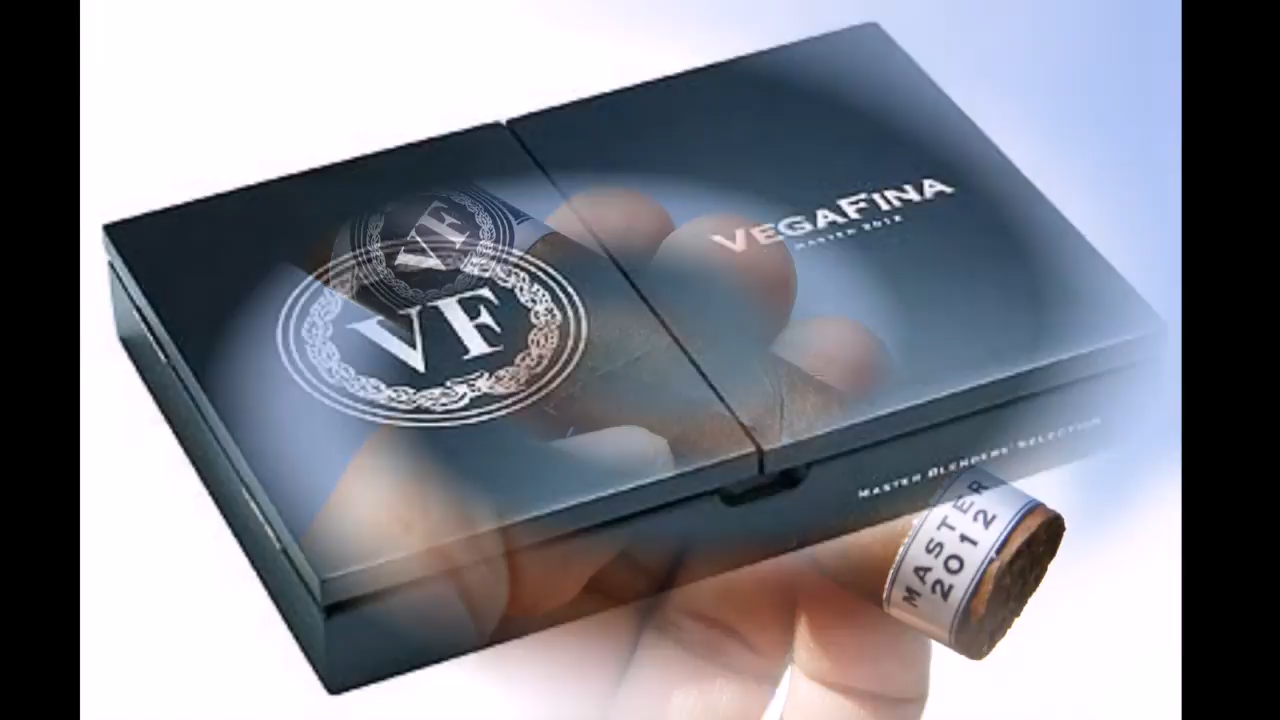 VF
VF
VEGAFINA
MASTER 2012
MASTER BLENDERS' SELECTION
MASTER
2012